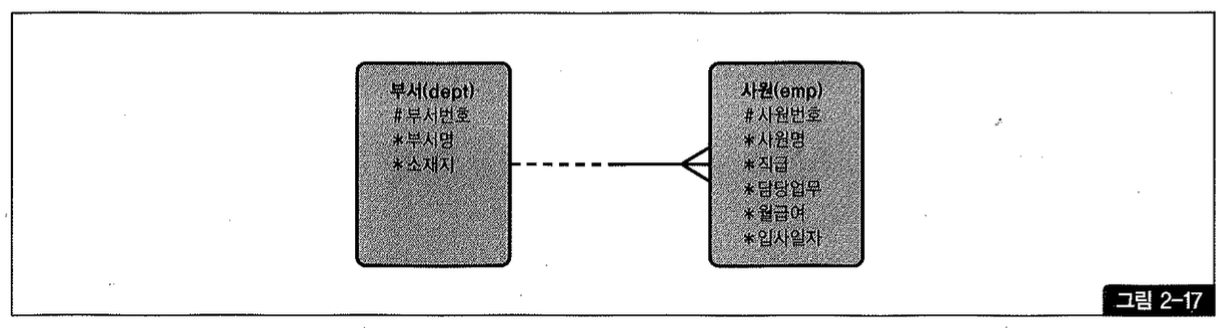 부서(dept)
#부서번호
*부서명
*소재지
사원(emp)
#사원번호
*사원명
*직급
*담당업무
*월급여
*입사일자
그림 2-17